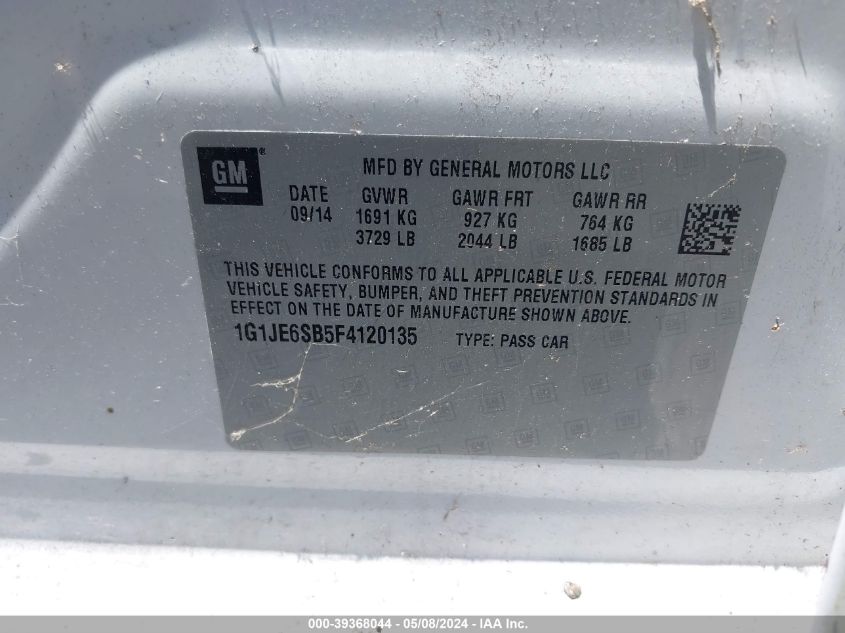 GM ®
MFD BY GENERAL MOTORS LLC
DATE GVWR GAWR FRT GAWR RR
09/14 1691 KG 927 KG 764 KG
3729 LB 2044 LB 1685 LB
THIS VEHICLE CONFORMS TO ALL APPLICABLE U.S. FEDERAL MOTOR
VEHICLE SAFETY, BUMPER, AND THEFT PREVENTION STANDARDS IN
EFFECT ON THE DATE OF MANUFACTURE SHOWN ABOVE.
1G1JE6SB5F4120135 TYPE: PASS CAR
000-39368044 - 05/08/2024 - IAA Inc.